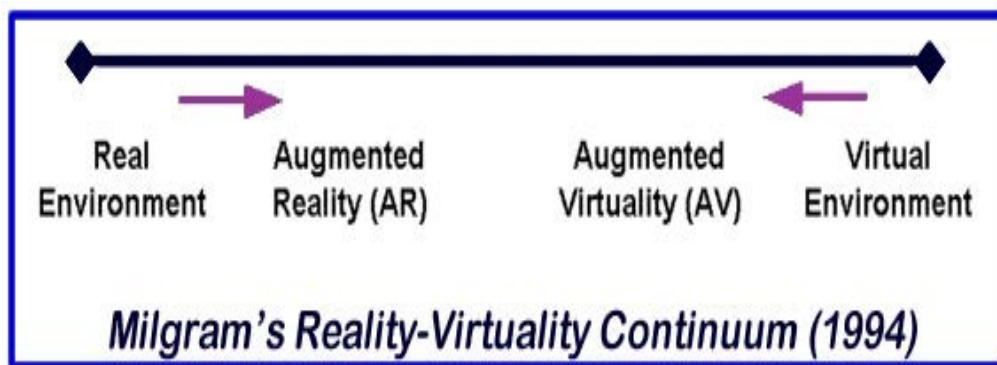 Real
Environment
Augmented
Reality (AR)
Augmented
Virtuality (AV)
Virtual
Environment
Milgram's Reality-Virtuality Continuum (1994)